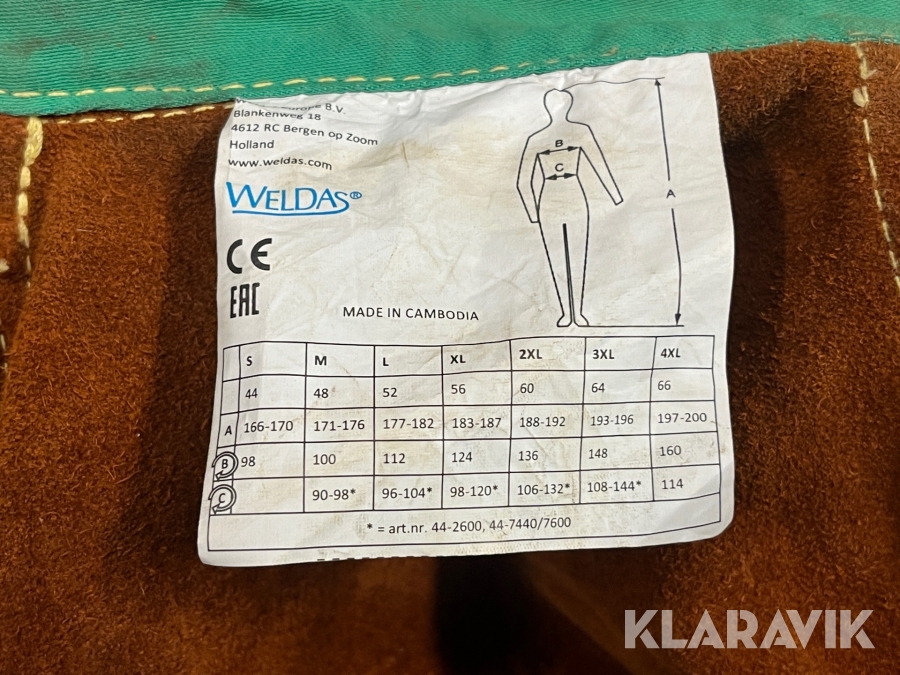 B.V.
Blankenweg 18
4612 RC Bergen op Zoom
Holland
www.weldas.com
WELDAS®
CE
EAC
MADE IN CAMBODIA
B
C
A
S M L XL 2XL 3XL 4XL
44 48 52 56 60 64 66
A 166-170 171-176 177-182 183-187 188-192 193-196 197-200
B 98 100 112 124 136 148 160
C 90-98* 96-104* 98-120* 106-132* 108-144* 114
* = art.nr. 44-2600, 44-7440/7600
KLARAVIK